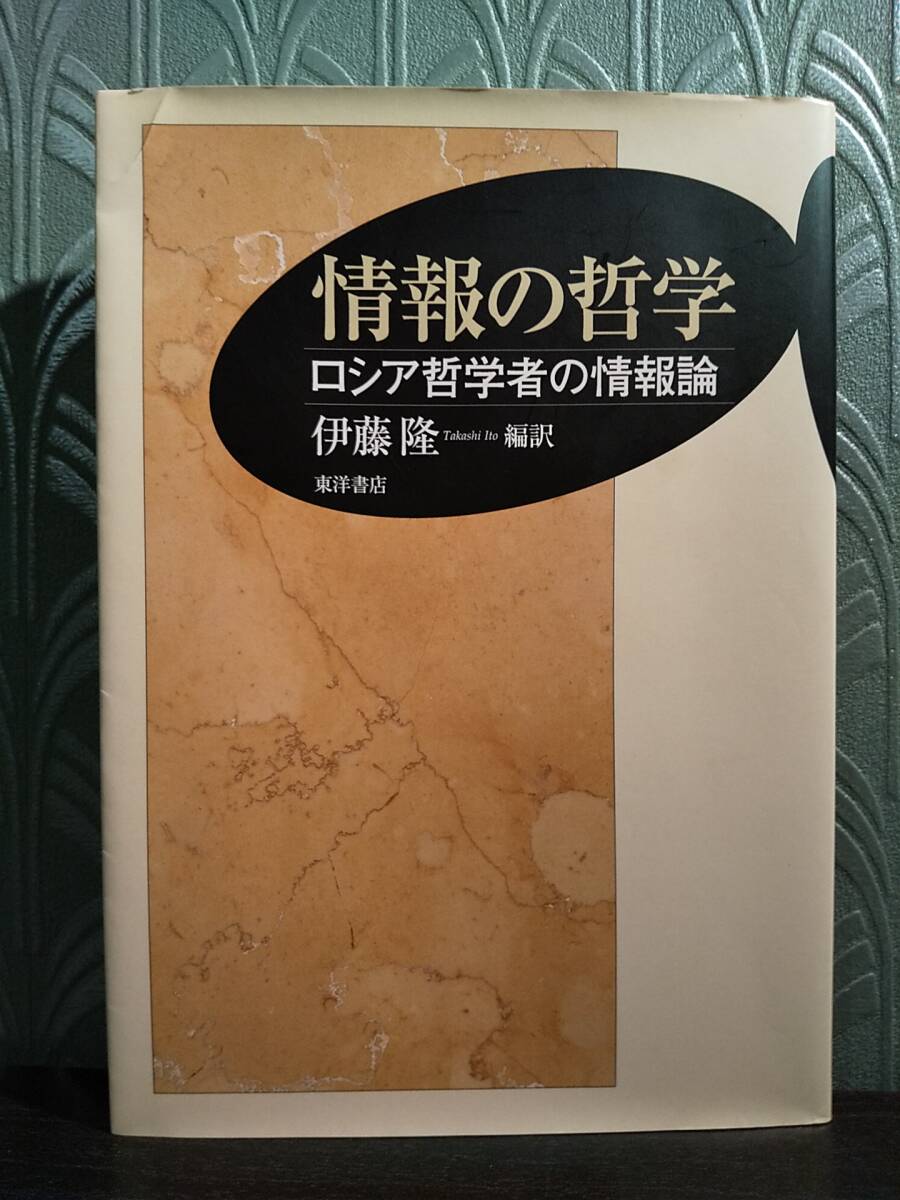 情報の哲学
ロシア哲学者の情報論
伊藤 隆 Takashi Ito 編訳
東洋書店